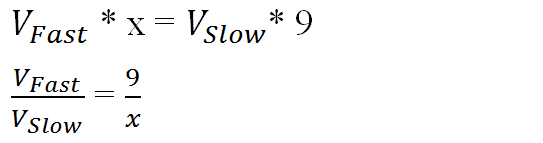 V_Fast * x = V_Slow * 9
V_Fast / V_Slow = 9 / x